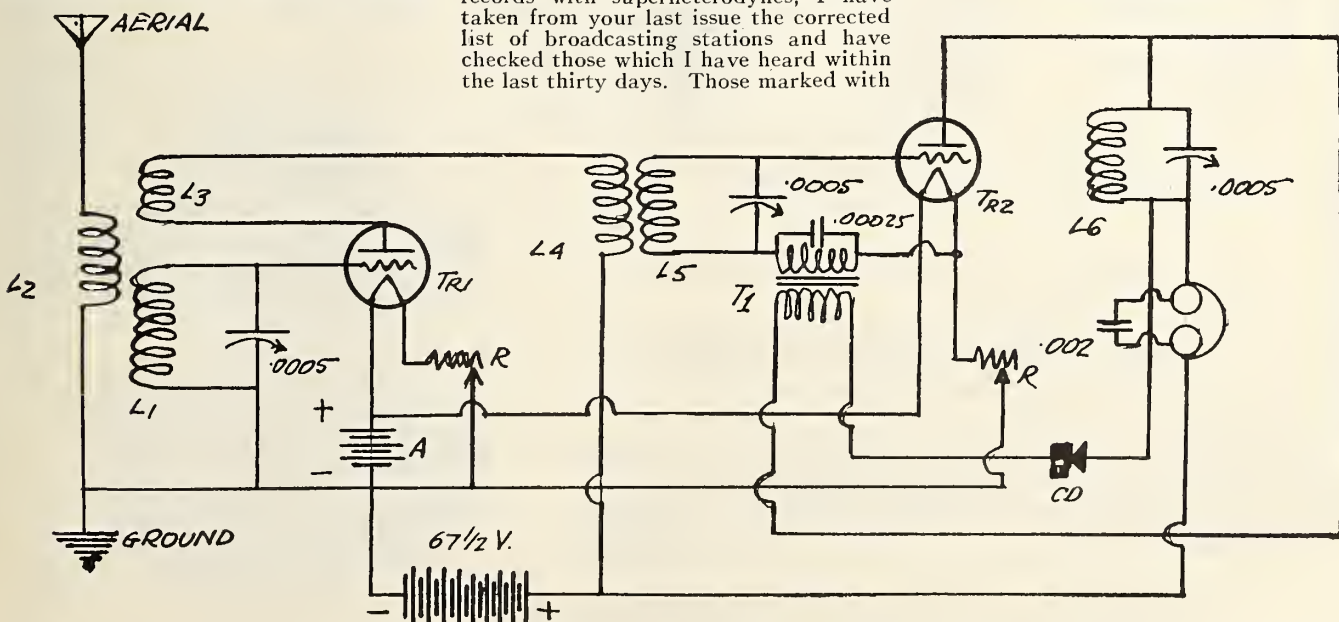 records with superheterodynes, I have
taken from your last issue the corrected
list of broadcasting stations and have
checked those which I have heard within
the last thirty days. Those marked with
AERIAL
L3
L2
L1
.0005
TR1
R
+
A
-
GROUND
67 1/2 V.
- +
L4
L5
.0005
.00025
T1
TR2
R
CD
L6
.0005
.002